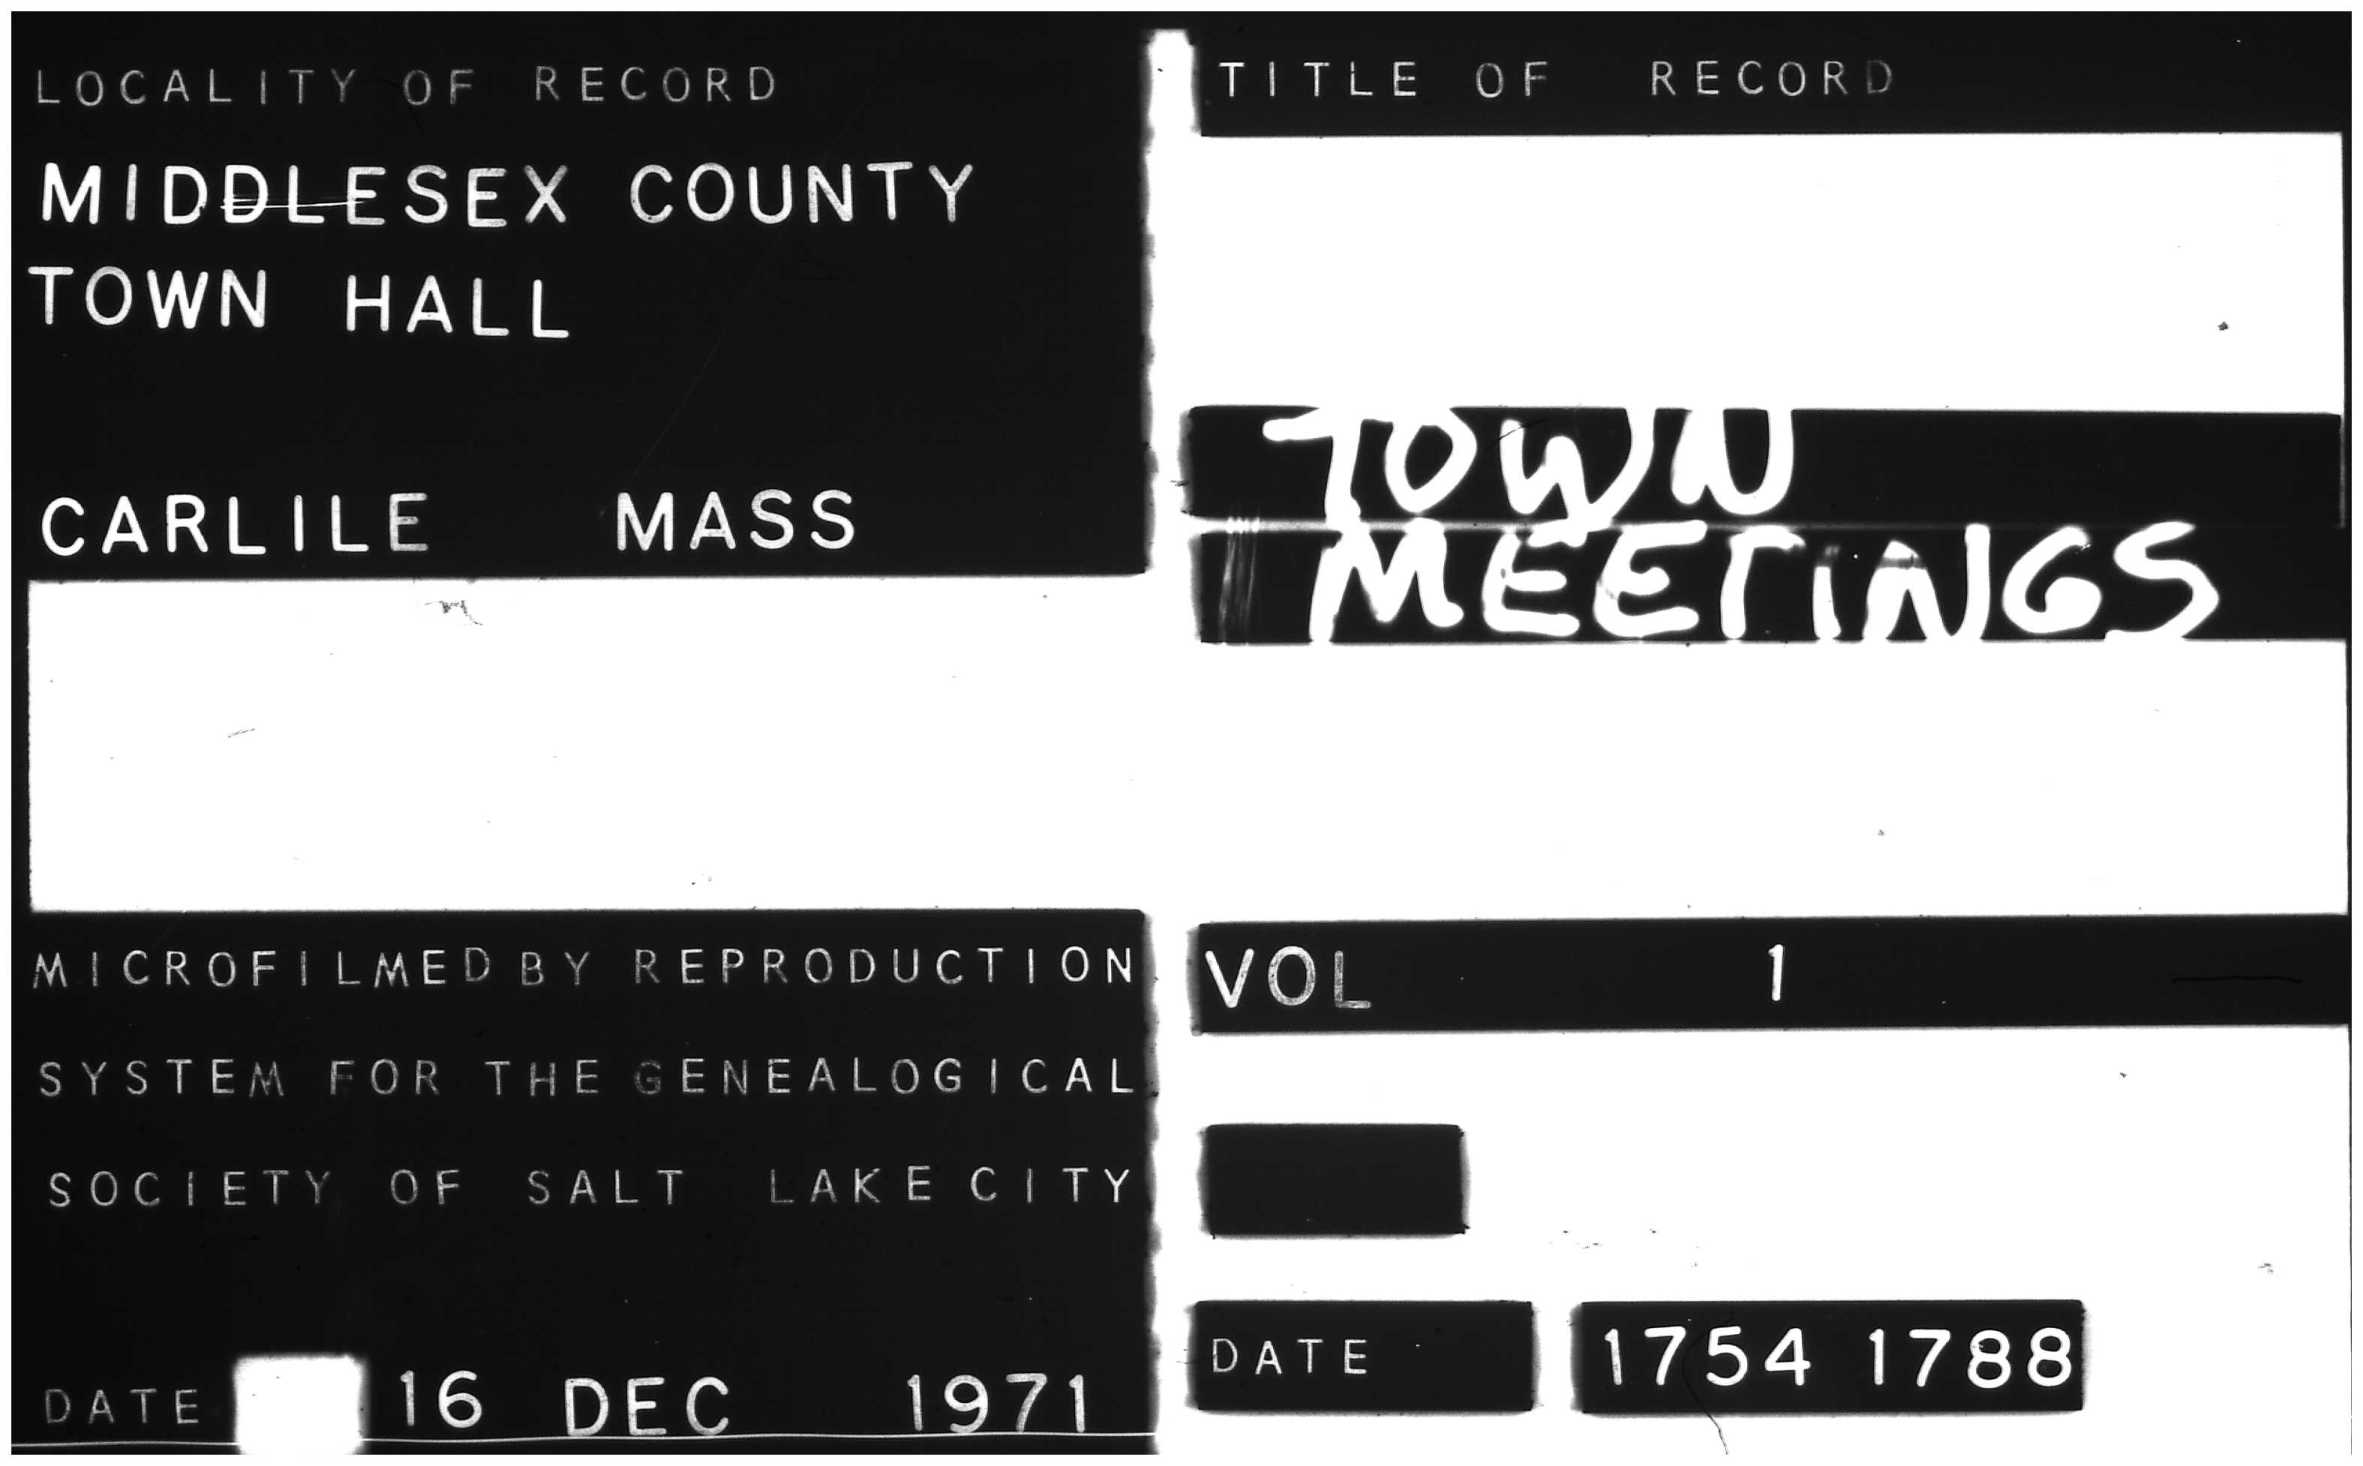 LOCALITY OF RECORD
MIDDLESEX COUNTY
TOWN HALL
CARLILE MASS
MICROFILMED BY REPRODUCTION
SYSTEM FOR THE GENEALOGICAL
SOCIETY OF SALT LAKE CITY
DATE 16 DEC 1971
TITLE OF RECORD
TOWN
MEETINGS
VOL 1
DATE 1754 1788